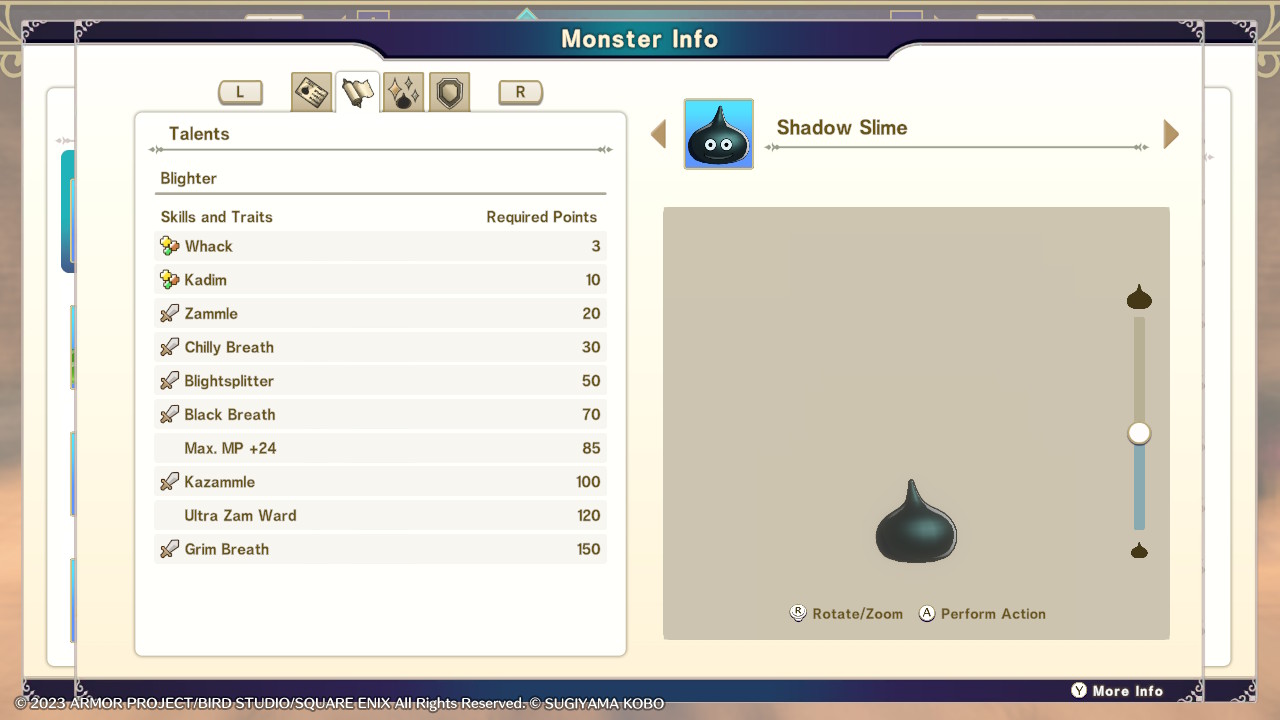 Monster Info
L
R
Talents
Blighter
Skills and Traits Required Points
Whack 3
Kadim 10
Zammle 20
Chilly Breath 30
Blightsplitter 50
Black Breath 70
Max. MP +24 85
Kazammle 100
Ultra Zam Ward 120
Grim Breath 150
Shadow Slime
R Rotate/Zoom A Perform Action
Y More Info
© 2023 ARMOR PROJECT/BIRD STUDIO/SQUARE ENIX All Rights Reserved. © SUGIYAMA KOBO